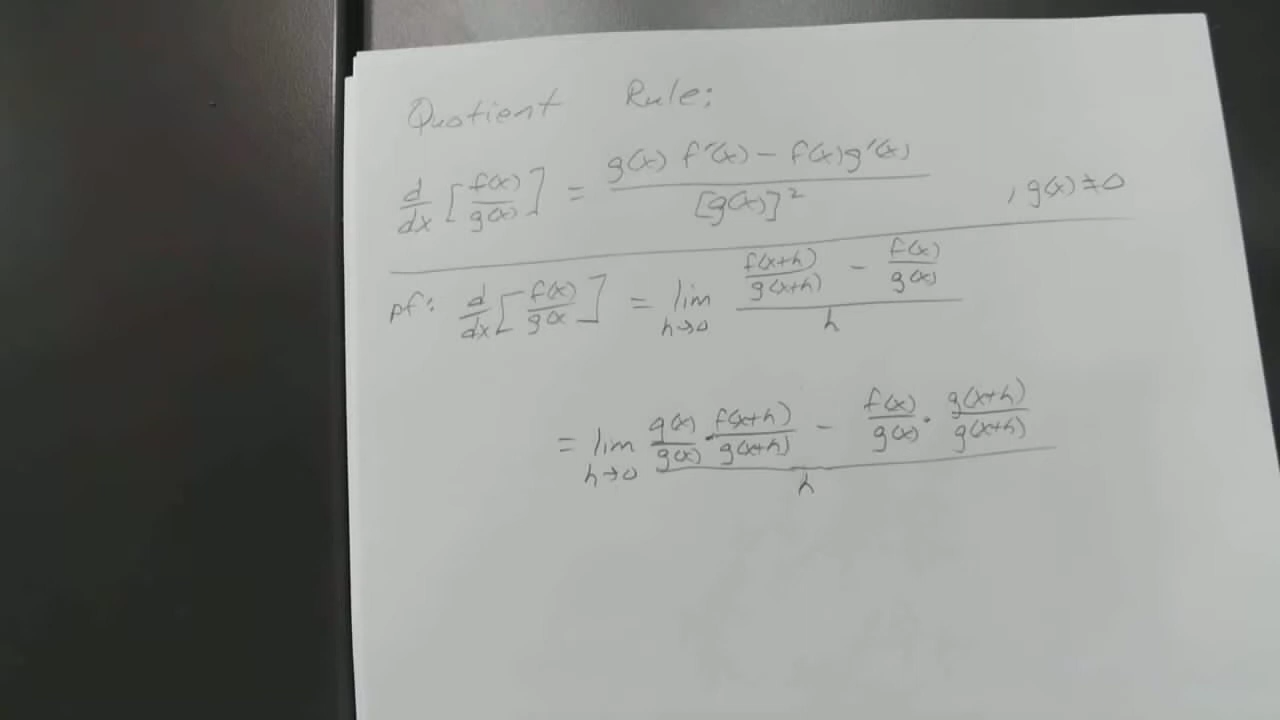 Quotient Rule:
d/dx [f(x)/g(x)] = (g(x) f'(x) - f(x)g'(x))/[g(x)]² , g(x) ≠ 0
pf: d/dx [f(x)/g(x] = lim h→0 (f(x+h)/g(x+h) - f(x)/g(x))/h
= lim h→0 (g(x)/g(x) · f(x+h)/g(x+h) - f(x)/g(x) · g(x+h)/g(x+h))/h